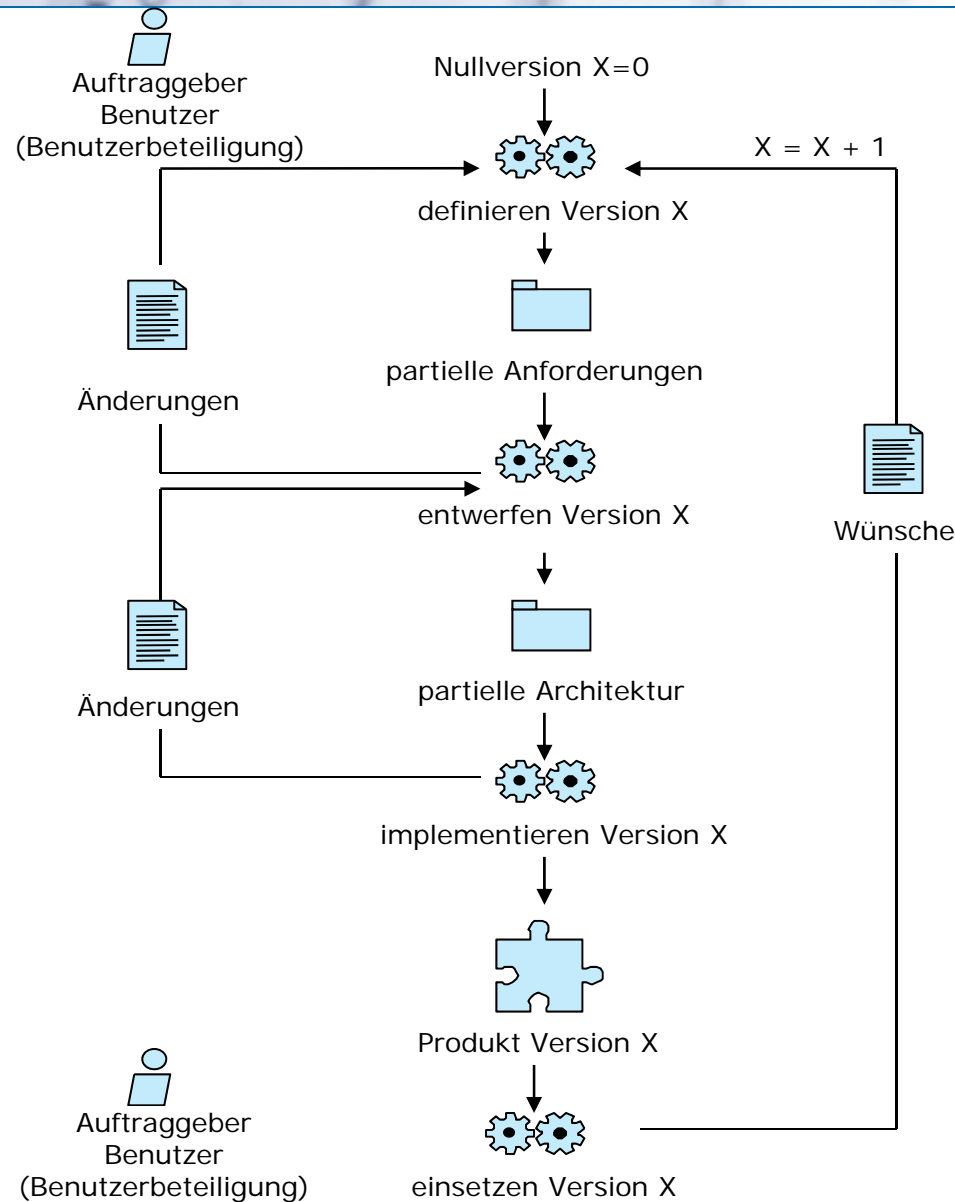 Auftraggeber
Benutzer
(Benutzerbeteiligung)
Nullversion X=0
X = X + 1
definieren Version X
partielle Anforderungen
Änderungen
entwerfen Version X
Wünsche
partielle Architektur
Änderungen
implementieren Version X
Produkt Version X
Auftraggeber
Benutzer
(Benutzerbeteiligung)
einsetzen Version X